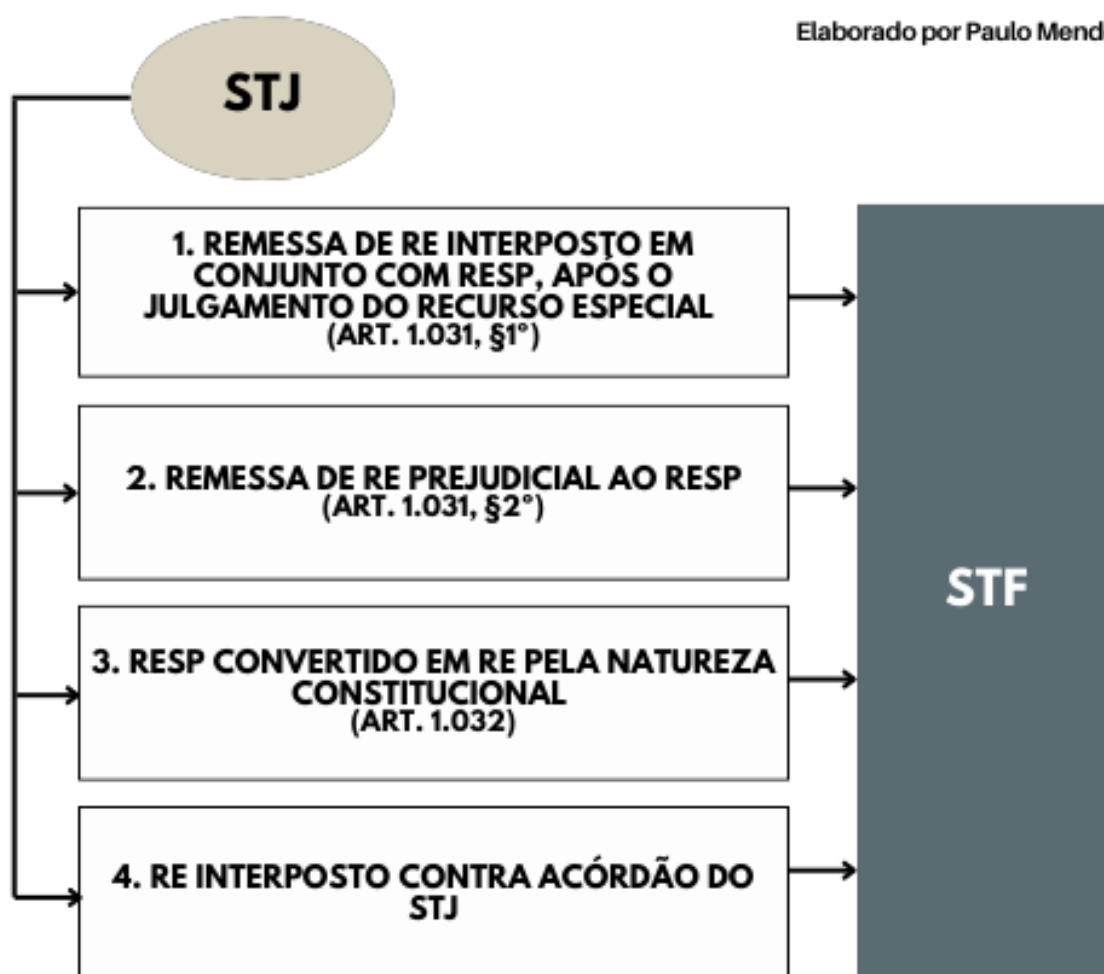 Elaborado por Paulo Mend
STJ
1. REMESSA DE RE INTERPOSTO EM
CONJUNTO COM RESP, APÓS O
JULGAMENTO DO RECURSO ESPECIAL
(ART. 1.031, §1°)
2. REMESSA DE RE PREJUDICIAL AO RESP
(ART. 1.031, §2°)
3. RESP CONVERTIDO EM RE PELA NATUREZA
CONSTITUCIONAL
(ART. 1.032)
4. RE INTERPOSTO CONTRA ACÓRDÃO DO
STJ
STF